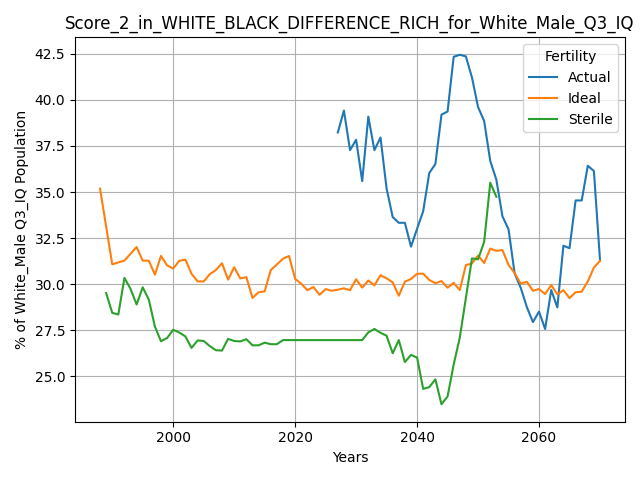 Score_2_in_WHITE_BLACK_DIFFERENCE_RICH_for_White_Male_Q3_IQ
Fertility
Actual
Ideal
Sterile
% of White_Male Q3_IQ Population
42.5
40.0
37.5
35.0
32.5
30.0
27.5
25.0
2000
2020
2040
2060
Years